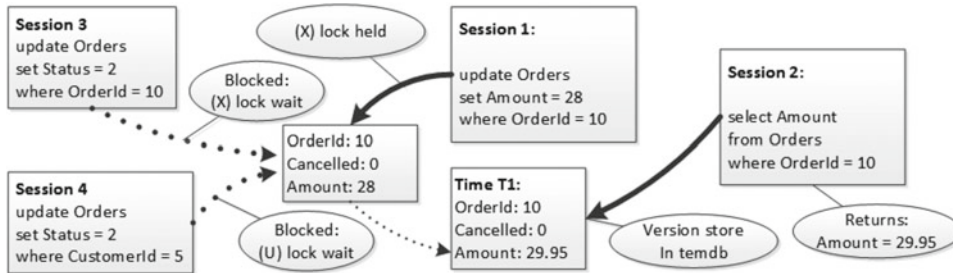 Session 3
update Orders
set Status = 2
where OrderId = 10
(X) lock held
Session 1:
update Orders
set Amount = 28
where OrderId = 10
Session 2:
select Amount
from Orders
where OrderId = 10
Blocked:
(X) lock wait
OrderId: 10
Cancelled: 0
Amount: 28
Session 4
update Orders
set Status = 2
where CustomerId = 5
Blocked:
(U) lock wait
Time T1:
OrderId: 10
Cancelled: 0
Amount: 29.95
Version store
In temdb
Returns:
Amount = 29.95